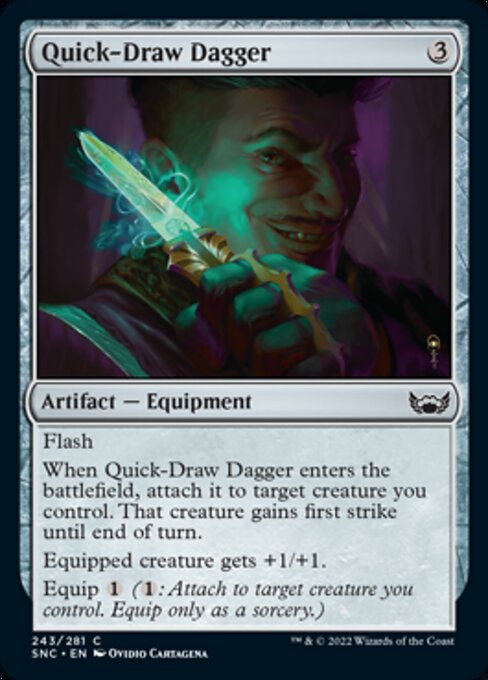 Quick-Draw Dagger 3
Artifact — Equipment
Flash
When Quick-Draw Dagger enters the
battlefield, attach it to target creature you
control. That creature gains first strike
until end of turn.
Equipped creature gets +1/+1.
Equip 1 (1: Attach to target creature you
control. Equip only as a sorcery.)
243/281 C
SNC • EN Ovidio Cartagena
™ & © 2022 Wizards of the Coast